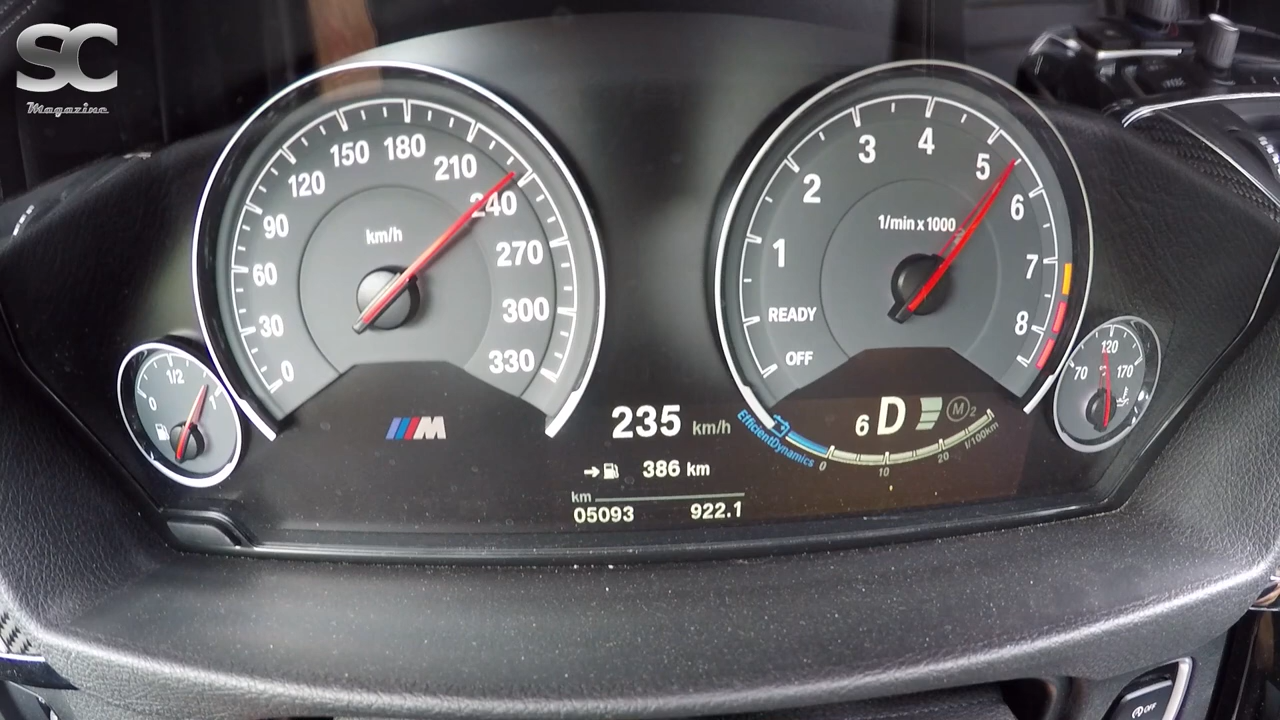 SC
Magazine
0
30
60
90
120
150
180
210
240
270
300
330
km/h
OFF
READY
1
2
3
4
5
6
7
8
1/min x 1000
0
1/2
1
70
120
170
M
235 km/h
386 km
km
05093 922.1
6 D M2
EfficientDynamics
0
10
20
l/100km
OFF